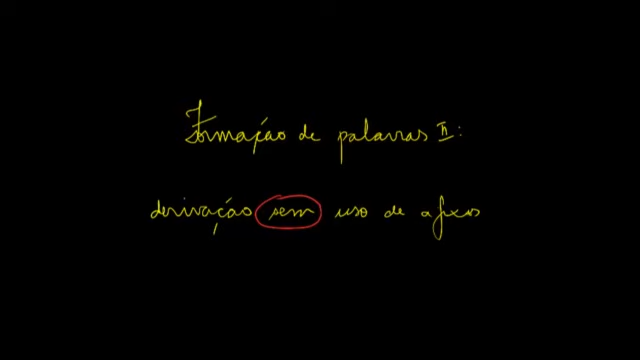 Formação de palavras II:
derivação sem uso de afixos